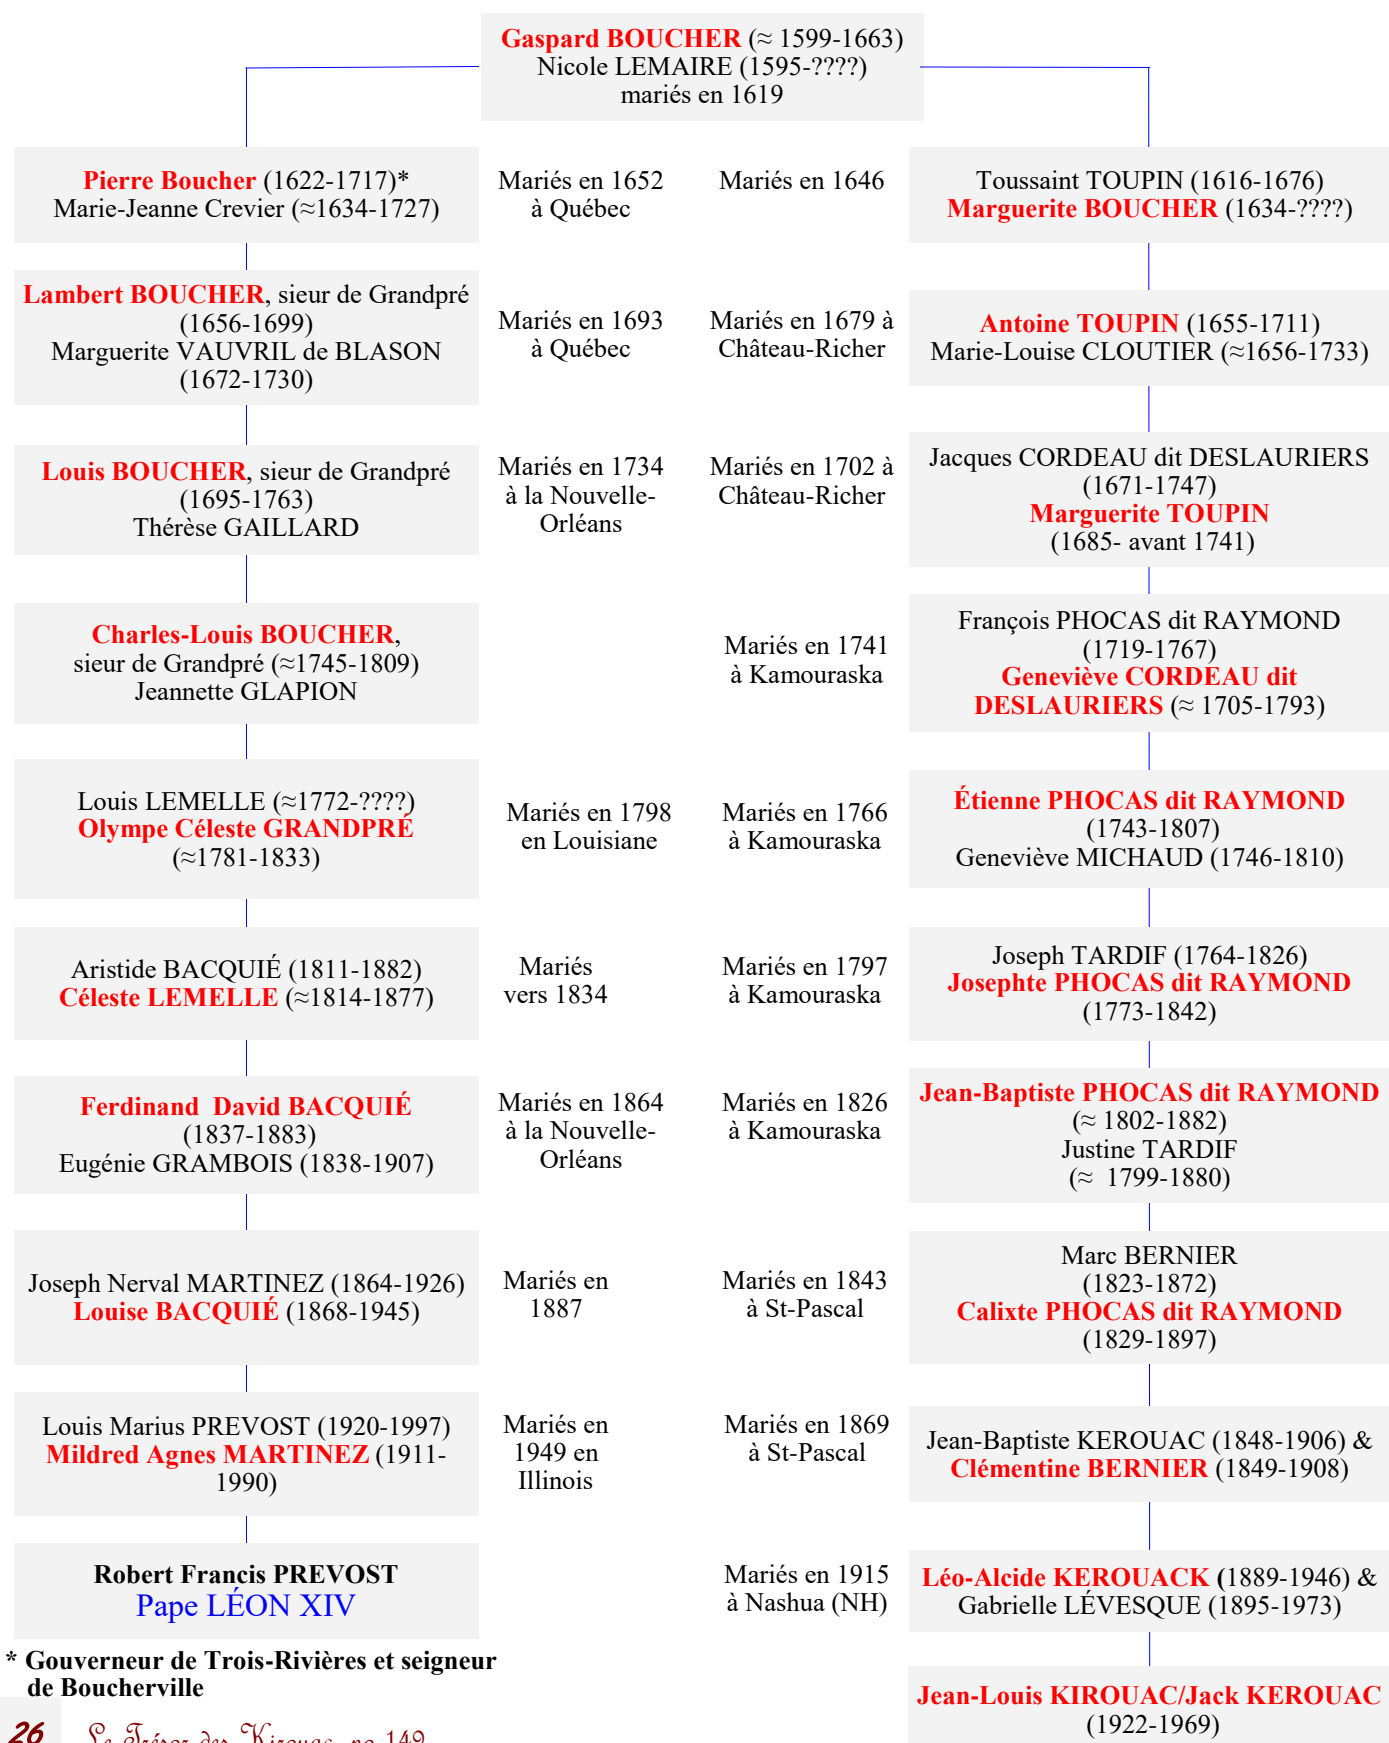 Gaspard BOUCHER (≈ 1599-1663)
Nicole LEMAIRE (1595-????)
mariés en 1619
Pierre Boucher (1622-1717)*
Marie-Jeanne Crevier (≈1634-1727)
Mariés en 1652
à Québec
Mariés en 1646
Toussaint TOUPIN (1616-1676)
Marguerite BOUCHER (1634-????)
Lambert BOUCHER, sieur de Grandpré
(1656-1699)
Marguerite VAUVRIL de BLASON
(1672-1730)
Mariés en 1693
à Québec
Mariés en 1679 à
Château-Richer
Antoine TOUPIN (1655-1711)
Marie-Louise CLOUTIER (≈1656-1733)
Louis BOUCHER, sieur de Grandpré
(1695-1763)
Thérèse GAILLARD
Mariés en 1734
à la Nouvelle-
Orléans
Mariés en 1702 à
Château-Richer
Jacques CORDEAU dit DESLAURIERS
(1671-1747)
Marguerite TOUPIN
(1685- avant 1741)
Charles-Louis BOUCHER,
sieur de Grandpré (≈1745-1809)
Jeannette GLAPION
Mariés en 1741
à Kamouraska
François PHOCAS dit RAYMOND
(1719-1767)
Geneviève CORDEAU dit
DESLAURIERS (≈ 1705-1793)
Louis LEMELLE (≈1772-????)
Olympe Céleste GRANDPRÉ
(≈1781-1833)
Mariés en 1798
en Louisiane
Mariés en 1766
à Kamouraska
Étienne PHOCAS dit RAYMOND
(1743-1807)
Geneviève MICHAUD (1746-1810)
Aristide BACQUIÉ (1811-1882)
Céleste LEMELLE (≈1814-1877)
Mariés
vers 1834
Mariés en 1797
à Kamouraska
Joseph TARDIF (1764-1826)
Josephte PHOCAS dit RAYMOND
(1773-1842)
Ferdinand  David BACQUIÉ
(1837-1883)
Eugénie GRAMBOIS (1838-1907)
Mariés en 1864
à la Nouvelle-
Orléans
Mariés en 1826
à Kamouraska
Jean-Baptiste PHOCAS dit RAYMOND
(≈ 1802-1882)
Justine TARDIF
(≈  1799-1880)
Joseph Nerval MARTINEZ (1864-1926)
Louise BACQUIÉ (1868-1945)
Mariés en
1887
Mariés en 1843
à St-Pascal
Marc BERNIER
(1823-1872)
Calixte PHOCAS dit RAYMOND
(1829-1897)
Louis Marius PREVOST (1920-1997)
Mildred Agnes MARTINEZ (1911-
1990)
Mariés en
1949 en
Illinois
Mariés en 1869
à St-Pascal
Jean-Baptiste KEROUAC (1848-1906) &
Clémentine BERNIER (1849-1908)
Robert Francis PREVOST
Pape LÉON XIV
Mariés en 1915
à Nashua (NH)
Léo-Alcide KEROUACK (1889-1946) &
Gabrielle LÉVESQUE (1895-1973)
* Gouverneur de Trois-Rivières et seigneur
de Boucherville
Jean-Louis KIROUAC/Jack KEROUAC
(1922-1969)
26
Le Trésor des Kirouac, no 149